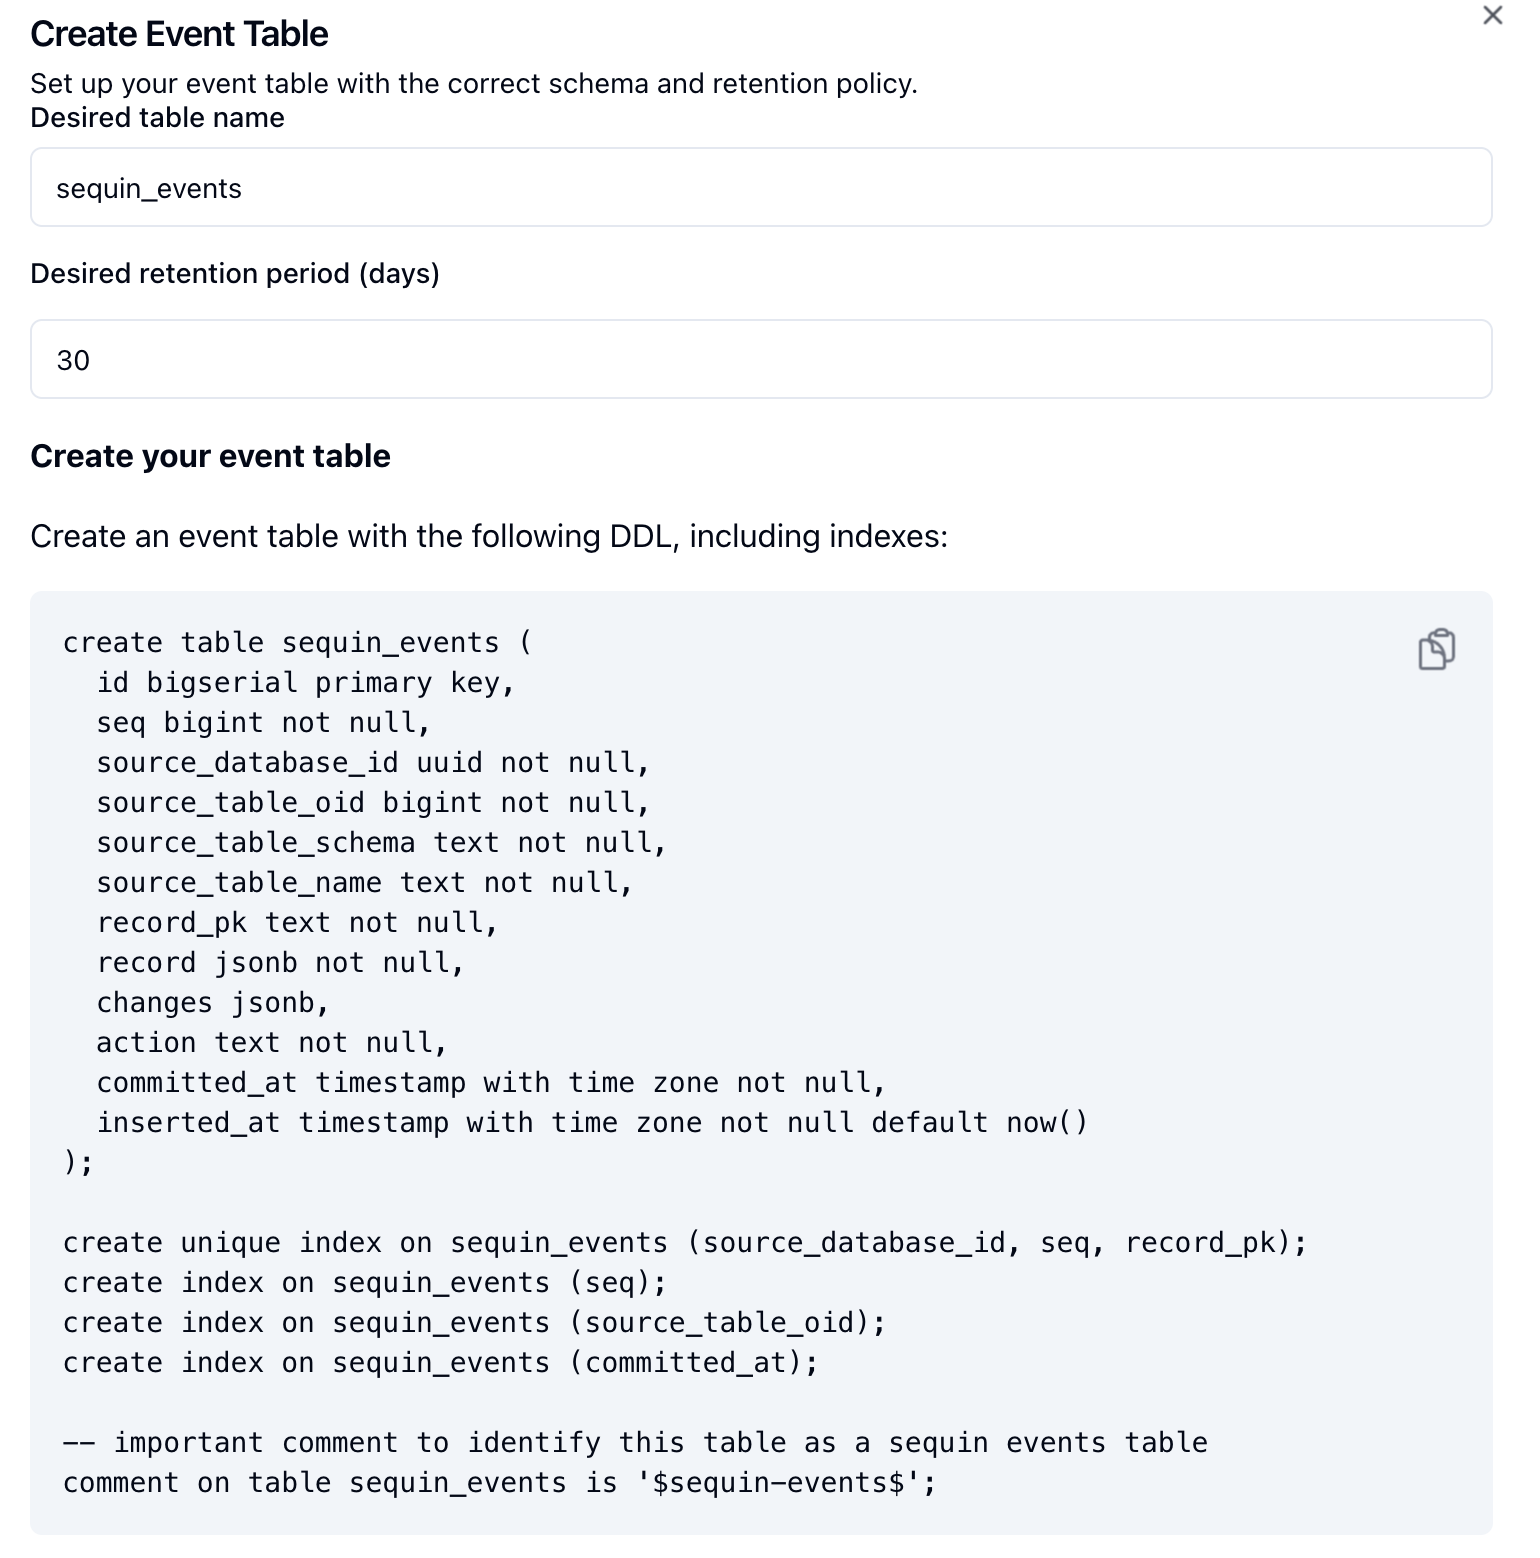 Create Event Table
Set up your event table with the correct schema and retention policy.
Desired table name
sequin_events
Desired retention period (days)
30
Create your event table
Create an event table with the following DDL, including indexes:
create table sequin_events (
  id bigserial primary key,
  seq bigint not null,
  source_database_id uuid not null,
  source_table_oid bigint not null,
  source_table_schema text not null,
  source_table_name text not null,
  record_pk text not null,
  record jsonb not null,
  changes jsonb,
  action text not null,
  committed_at timestamp with time zone not null,
  inserted_at timestamp with time zone not null default now()
);
create unique index on sequin_events (source_database_id, seq, record_pk);
create index on sequin_events (seq);
create index on sequin_events (source_table_oid);
create index on sequin_events (committed_at);
-- important comment to identify this table as a sequin events table
comment on table sequin_events is '$sequin-events$';